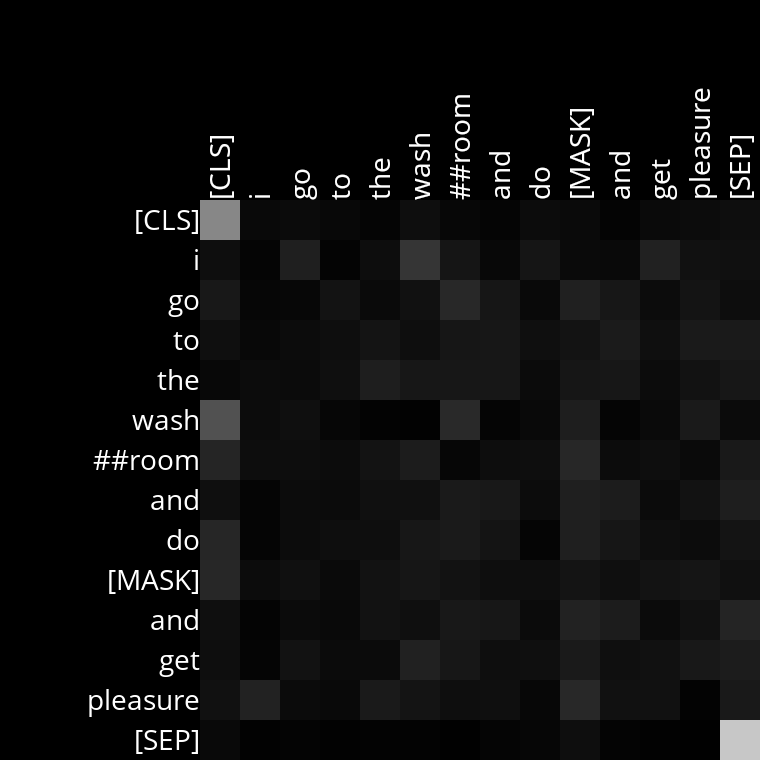 [CLS] i go to the wash ##room and do [MASK] and get pleasure [SEP]
[CLS]
i
go
to
the
wash
##room
and
do
[MASK]
and
get
pleasure
[SEP]